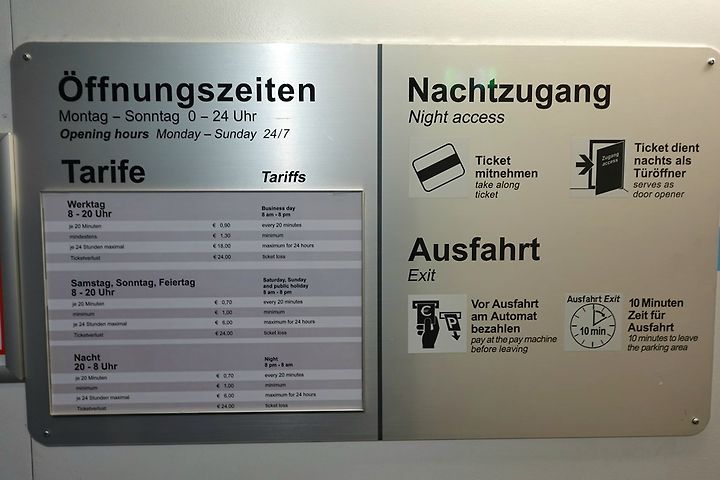 Öffnungszeiten
Montag – Sonntag 0 – 24 Uhr
Opening hours Monday – Sunday 24/7
Tarife Tariffs
Werktag Business day
8 - 20 Uhr 8 am - 8 pm
je 20 Minuten € 0,90 every 20 minutes
mindestens € 1,30 minimum
je 24 Stunden maximal € 18,00 maximum for 24 hours
Ticketverlust € 24,00 ticket loss
Samstag, Sonntag, Feiertag Saturday, Sunday
and public holiday
8 - 20 Uhr 8 am - 8 pm
je 20 Minuten € 0,70 every 20 minutes
minimum € 1,00 minimum
je 24 Stunden maximal € 6,00 maximum for 24 hours
Ticketverlust € 24,00 ticket loss
Nacht Night
20 - 8 Uhr 8 pm - 8 am
je 20 Minuten € 0,70 every 20 minutes
minimum € 1,00 minimum
je 24 Stunden maximal € 6,00 maximum for 24 hours
Ticketverlust € 24,00 ticket loss
Nachtzugang
Night access
Ticket
mitnehmen
take along
ticket
Zugang
access
Ticket dient
nachts als
Türöffner
serves as
door opener
Ausfahrt
Exit
€
P
Vor Ausfahrt
am Automat
bezahlen
pay at the pay machine
before leaving
Ausfahrt Exit
10 min
10 Minuten
Zeit für
Ausfahrt
10 minutes to leave
the parking area